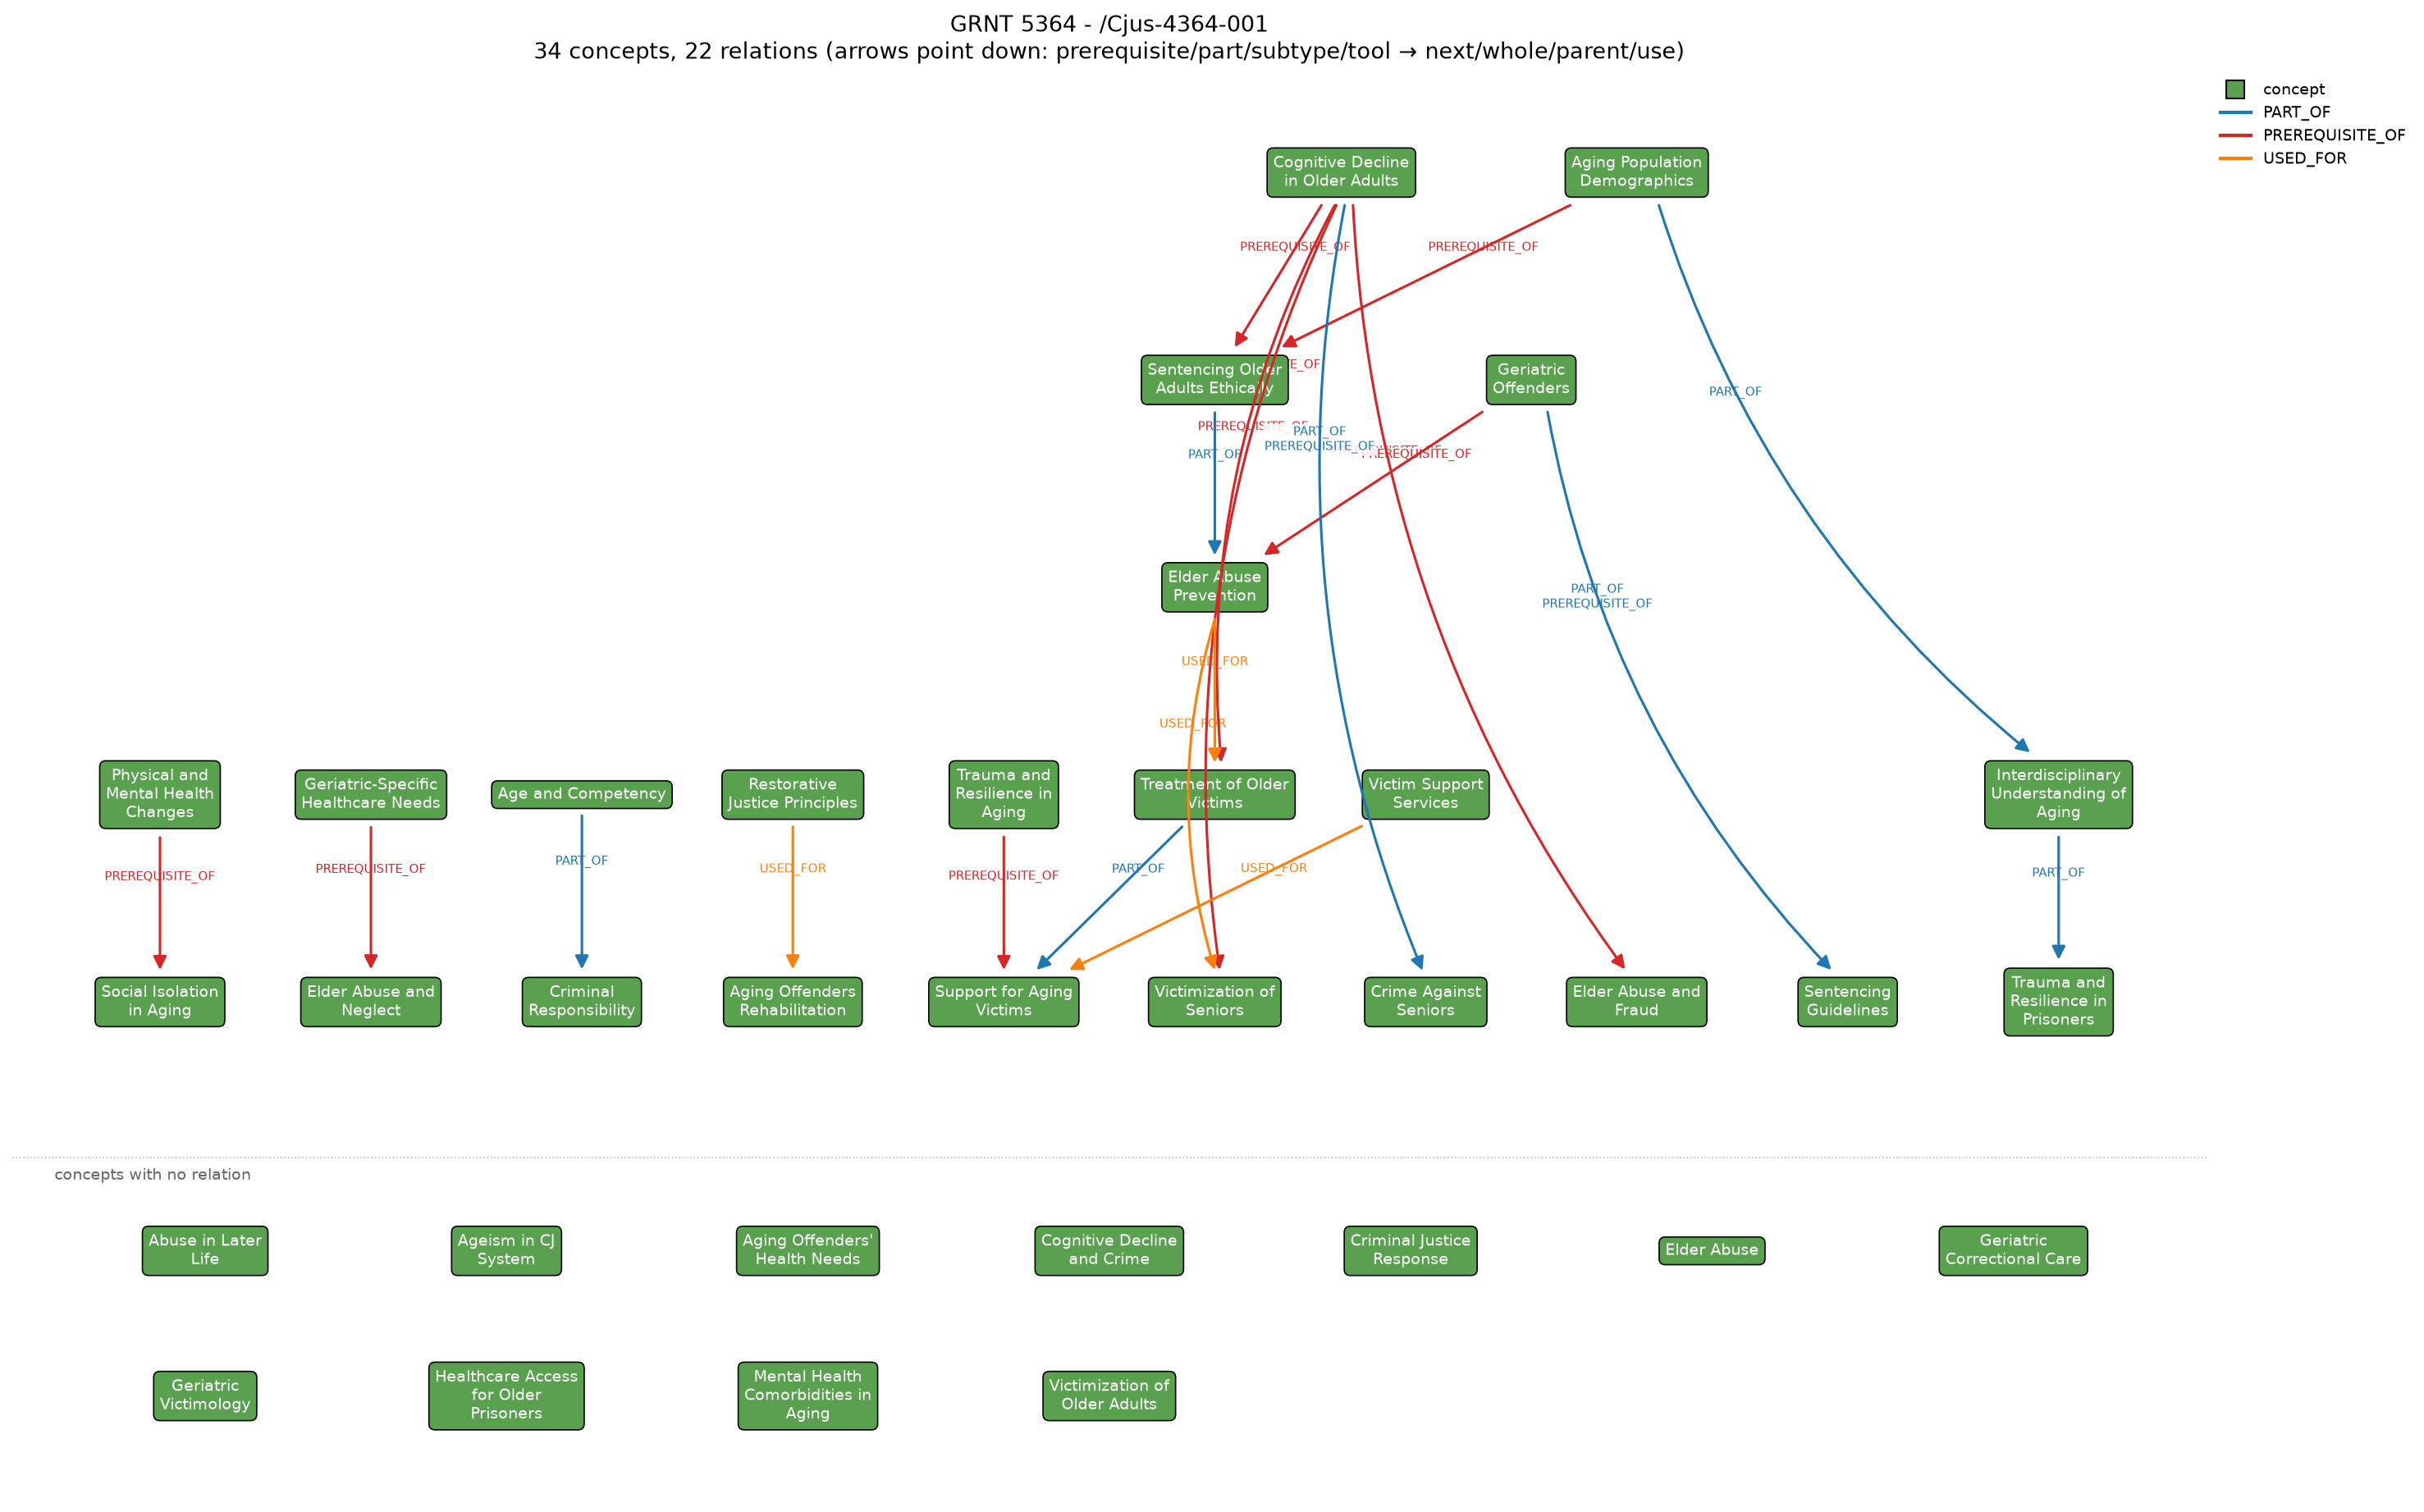 GRNT 5364 - /Cjus-4364-001
34 concepts, 22 relations (arrows point down: prerequisite/part/subtype/tool → next/whole/parent/use)
concept
PART_OF
PREREQUISITE_OF
USED_FOR
Cognitive Decline
in Older Adults
Aging Population
Demographics
PREREQUISITE_OF
PREREQUISITE_OF
Sentencing Older
Adults Ethically
Geriatric
Offenders
PART_OF
PREREQUISITE_OF
PART_OF
PREREQUISITE_OF
PART_OF
PREREQUISITE_OF
Elder Abuse
Prevention
PART_OF
PREREQUISITE_OF
USED_FOR
USED_FOR
Physical and
Mental Health
Changes
Geriatric-Specific
Healthcare Needs
Age and Competency
Restorative
Justice Principles
Trauma and
Resilience in
Aging
Treatment of Older
Victims
Victim Support
Services
Interdisciplinary
Understanding of
Aging
PREREQUISITE_OF
PREREQUISITE_OF
PART_OF
USED_FOR
PREREQUISITE_OF
PART_OF
USED_FOR
PART_OF
Social Isolation
in Aging
Elder Abuse and
Neglect
Criminal
Responsibility
Aging Offenders
Rehabilitation
Support for Aging
Victims
Victimization of
Seniors
Crime Against
Seniors
Elder Abuse and
Fraud
Sentencing
Guidelines
Trauma and
Resilience in
Prisoners
concepts with no relation
Abuse in Later
Life
Ageism in CJ
System
Aging Offenders'
Health Needs
Cognitive Decline
and Crime
Criminal Justice
Response
Elder Abuse
Geriatric
Correctional Care
Geriatric
Victimology
Healthcare Access
for Older
Prisoners
Mental Health
Comorbidities in
Aging
Victimization of
Older Adults